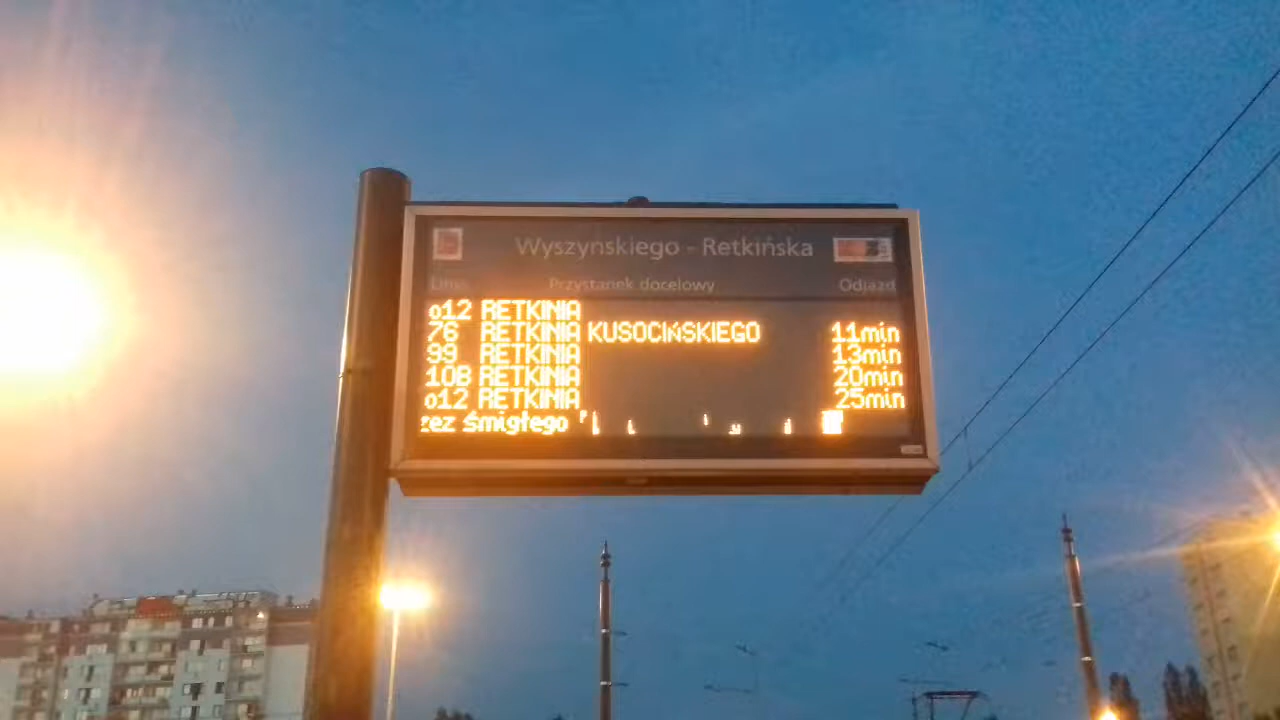 Wyszynskiego - Retkińska
Linia Przystanek docelowy Odjazd
o12 RETKINIA
76 RETKINIA KUSOCIŃSKIEGO 11min
99 RETKINIA 13min
10B RETKINIA 20min
o12 RETKINIA 25min
zez śmigłego